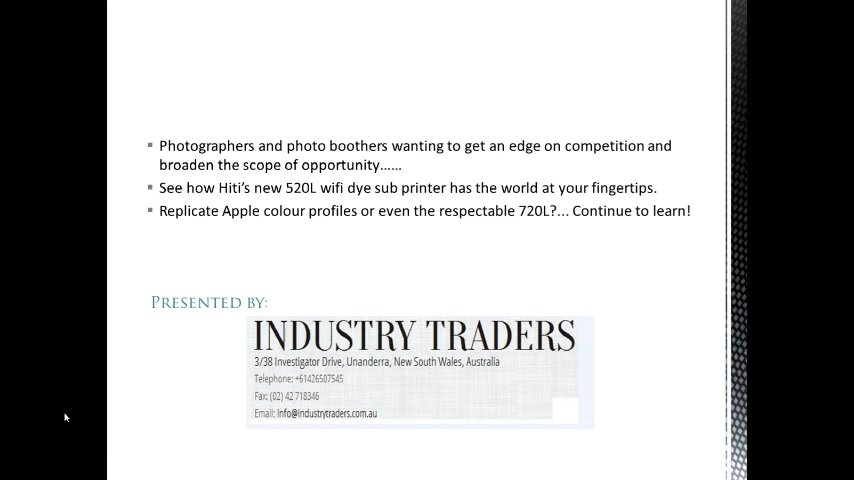 Photographers and photo boothers wanting to get an edge on competition and
broaden the scope of opportunity......
See how Hiti's new 520L wifi dye sub printer has the world at your fingertips.
Replicate Apple colour profiles or even the respectable 720L?... Continue to learn!
PRESENTED BY:
INDUSTRY TRADERS
3/38 Investigator Drive, Unanderra, New South Wales, Australia
Telephone: +61426507545
Fax: (02) 42 718346
Email: info@industrytraders.com.au